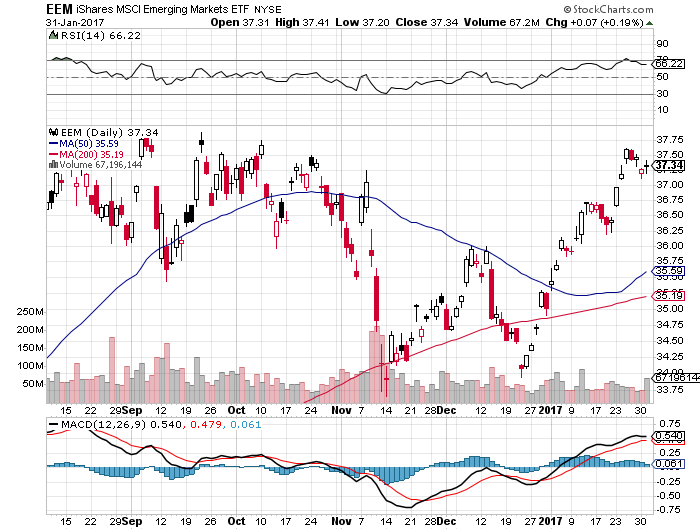 EEM iShares MSCI Emerging Markets ETF NYSE © StockCharts.com
31-Jan-2017 Open 37.31 High 37.41 Low 37.20 Close 37.34 Volume 67.2M Chg +0.07 (+0.19%)
RSI(14) 66.22
90
70
66.22
50
30
10
EEM (Daily) 37.34
MA(50) 35.59
MA(200) 35.19
Volume 67,196,144
37.75
37.50
37.34
37.00
36.75
36.50
36.25
36.00
35.75
35.59
35.19
35.00
34.75
34.50
34.25
34.00
33.75
67196144
250M
200M
150M
100M
50M
15 22 29 Sep 12 19 26 Oct 10 17 24 Nov 7 14 21 28 Dec 12 19 27 2017 9 17 23 30
MACD(12,26,9) 0.540, 0.479, 0.061
0.75
0.540
0.25
0.061
0.00
-0.25
-0.50
-0.75
15 22 29 Sep 12 19 26 Oct 10 17 24 Nov 7 14 21 28 Dec 12 19 27 2017 9 17 23 30